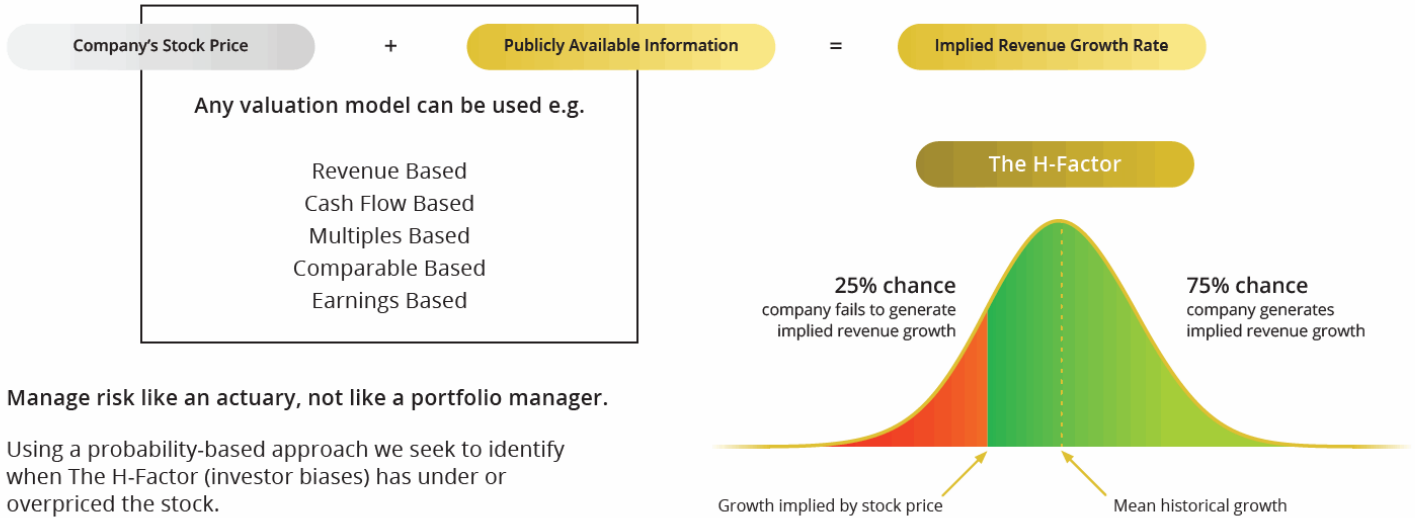 Company's Stock Price + Publicly Available Information = Implied Revenue Growth Rate
Any valuation model can be used e.g.
Revenue Based
Cash Flow Based
Multiples Based
Comparable Based
Earnings Based
The H-Factor
25% chance
company fails to generate
implied revenue growth
75% chance
company generates
implied revenue growth
Growth implied by stock price
Mean historical growth
Manage risk like an actuary, not like a portfolio manager.
Using a probability-based approach we seek to identify
when The H-Factor (investor biases) has under or
overpriced the stock.